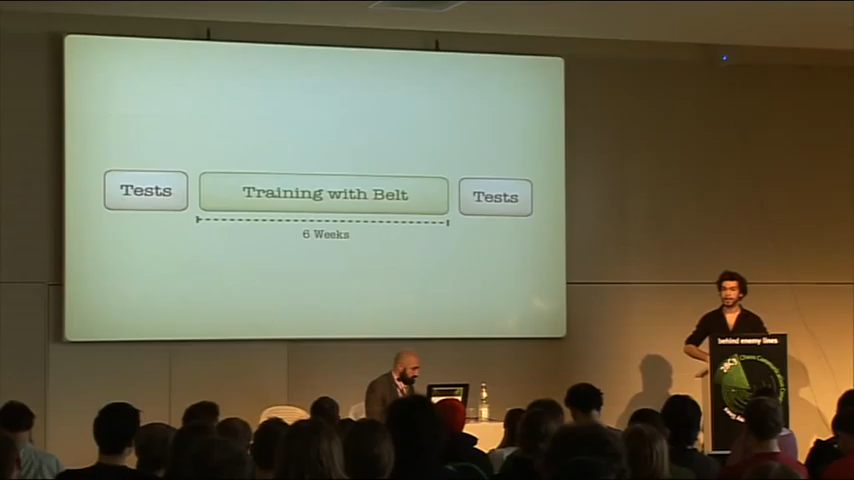 Tests
Training with Belt
Tests
6 Weeks
behind enemy lines